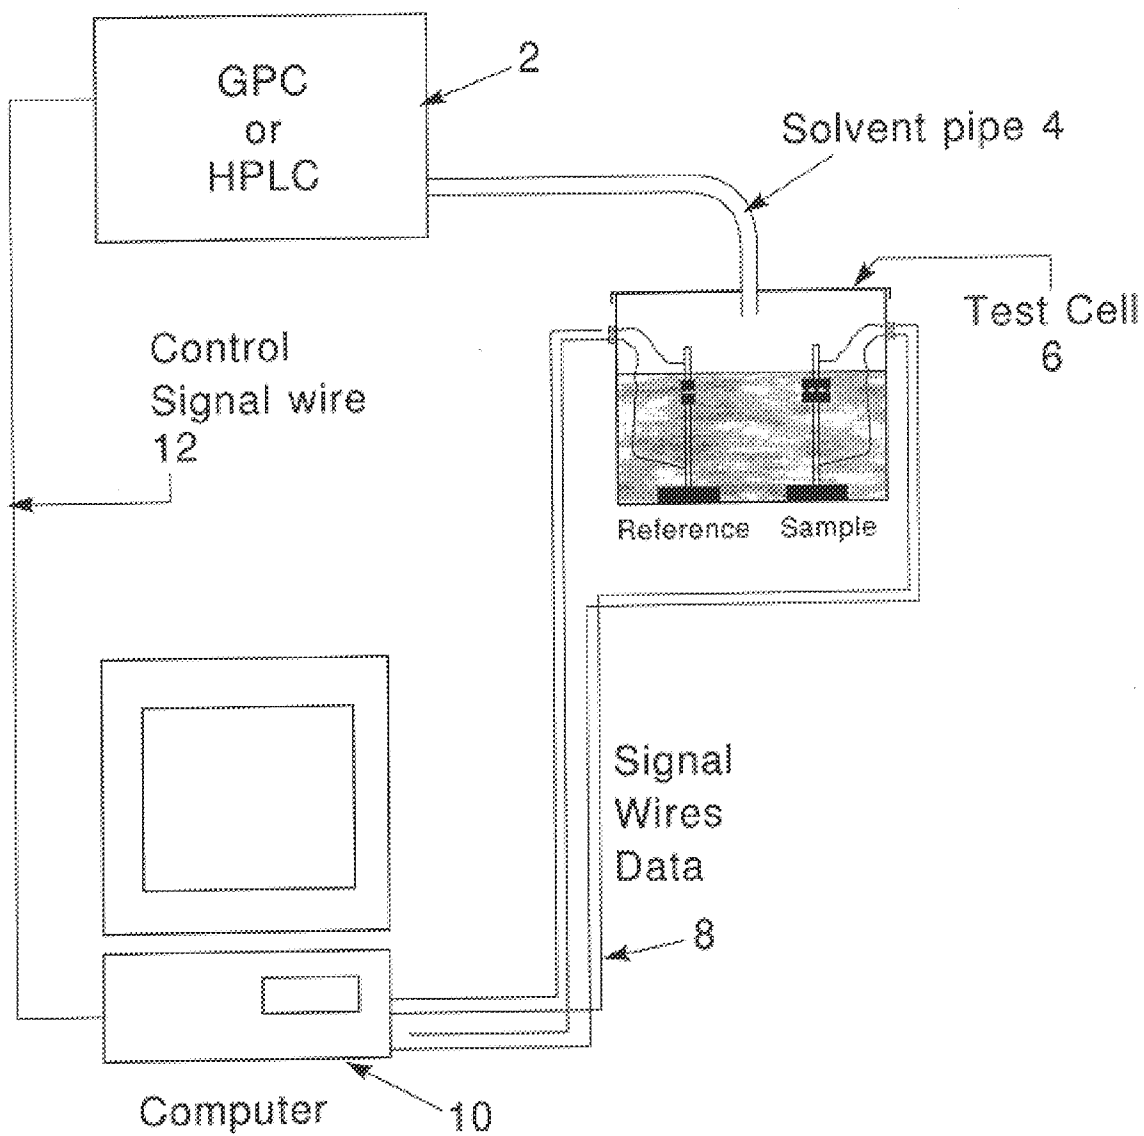 GPC
or
HPLC
2
Solvent pipe 4
Test Cell
6
Control
Signal wire
12
Reference
Sample
Signal
Wires
Data
8
Computer
10